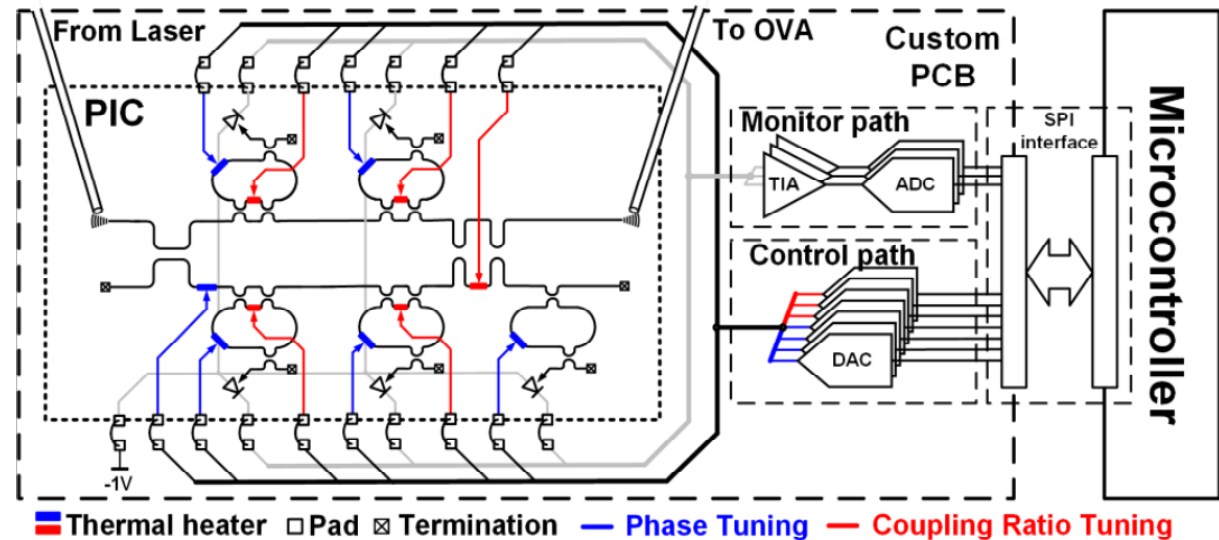 From Laser
To OVA
Custom
PCB
PIC
Monitor path
SPI
interface
TIA
ADC
Control path
DAC
Microcontroller
-1V
Thermal heater
Pad
Termination
Phase Tuning
Coupling Ratio Tuning